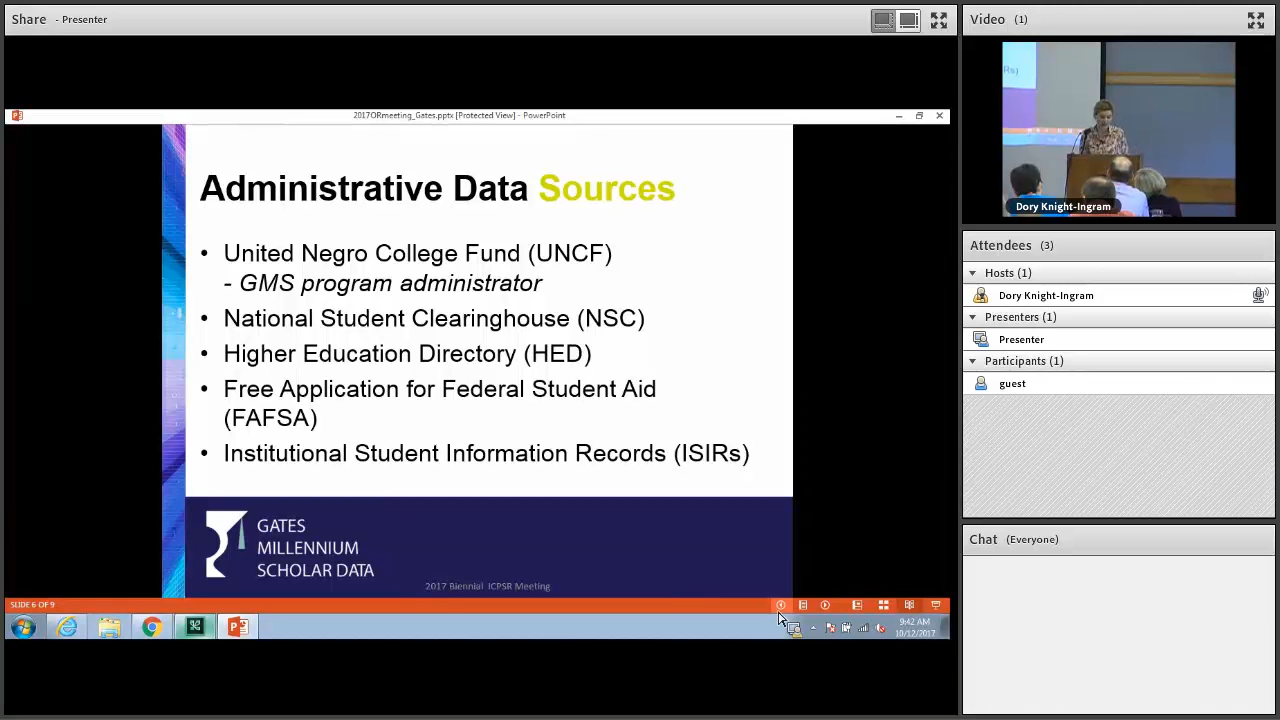 Share - Presenter
Video (1)
2017ORmeeting_Gates.pptx [Protected View] - PowerPoint
Administrative Data Sources
• United Negro College Fund (UNCF)
- GMS program administrator
• National Student Clearinghouse (NSC)
• Higher Education Directory (HED)
• Free Application for Federal Student Aid
(FAFSA)
• Institutional Student Information Records (ISIRs)
GATES
MILLENNIUM
SCHOLAR DATA
2017 Biennial ICPSR Meeting
SLIDE 6 OF 9
9:42 AM
10/12/2017
Dory Knight-Ingram
Attendees (3)
Hosts (1)
Dory Knight-Ingram
Presenters (1)
Presenter
Participants (1)
guest
Chat (Everyone)